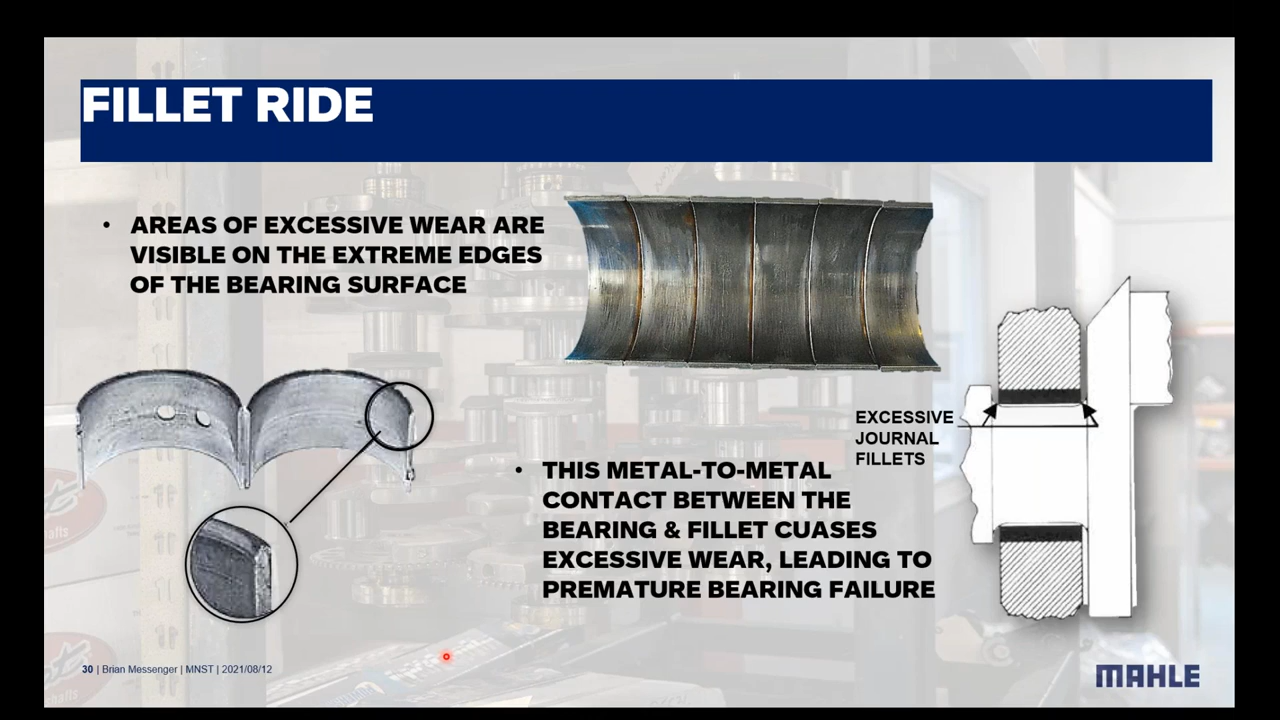 FILLET RIDE
• AREAS OF EXCESSIVE WEAR ARE
VISIBLE ON THE EXTREME EDGES
OF THE BEARING SURFACE
EXCESSIVE
JOURNAL
FILLETS
• THIS METAL-TO-METAL
CONTACT BETWEEN THE
BEARING & FILLET CUASES
EXCESSIVE WEAR, LEADING TO
PREMATURE BEARING FAILURE
30 | Brian Messenger | MNST | 2021/08/12
MAHLE